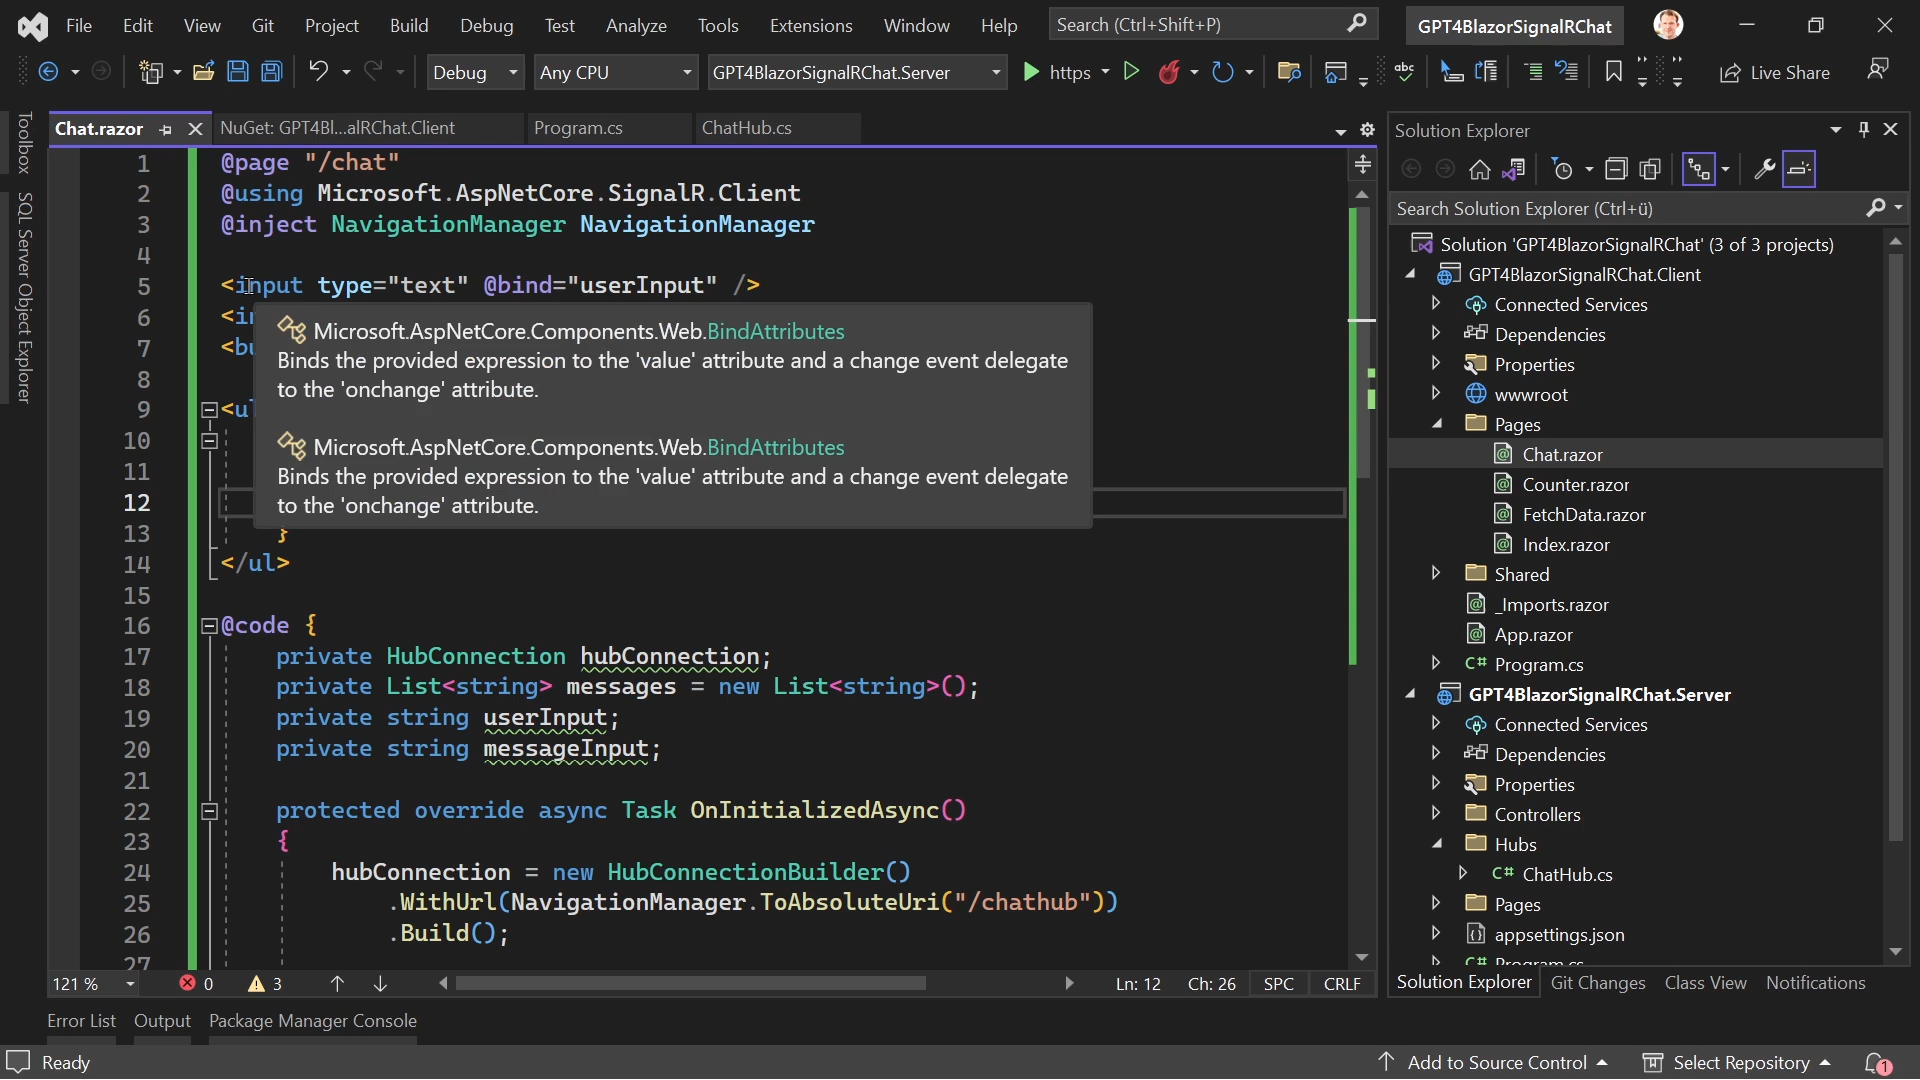 File Edit View Git Project Build Debug Test Analyze Tools Extensions Window Help Search (Ctrl+Shift+P) GPT4BlazorSignalRChat
Debug Any CPU GPT4BlazorSignalRChat.Server https abc Live Share
Toolbox
SQL Server Object Explorer
Chat.razor NuGet: GPT4Bl...alRChat.Client Program.cs ChatHub.cs
1 @page "/chat"
2 @using Microsoft.AspNetCore.SignalR.Client
3 @inject NavigationManager NavigationManager
4
5 <input type="text" @bind="userInput" />
6 <in
7 <bu
8
9 <ul
10
11
12
13 }
14 </ul>
15
16 @code {
17 private HubConnection hubConnection;
18 private List<string> messages = new List<string>();
19 private string userInput;
20 private string messageInput;
21
22 protected override async Task OnInitializedAsync()
23 {
24 hubConnection = new HubConnectionBuilder()
25 .WithUrl(NavigationManager.ToAbsoluteUri("/chathub"))
26 .Build();
27
Microsoft.AspNetCore.Components.Web.BindAttributes
Binds the provided expression to the 'value' attribute and a change event delegate
to the 'onchange' attribute.
Microsoft.AspNetCore.Components.Web.BindAttributes
Binds the provided expression to the 'value' attribute and a change event delegate
to the 'onchange' attribute.
121 % 0 3 Ln: 12 Ch: 26 SPC CRLF
Solution Explorer
Search Solution Explorer (Ctrl+ü)
Solution 'GPT4BlazorSignalRChat' (3 of 3 projects)
GPT4BlazorSignalRChat.Client
Connected Services
Dependencies
Properties
wwwroot
Pages
Chat.razor
Counter.razor
FetchData.razor
Index.razor
Shared
_Imports.razor
App.razor
C# Program.cs
GPT4BlazorSignalRChat.Server
Connected Services
Dependencies
Properties
Controllers
Hubs
C# ChatHub.cs
Pages
appsettings.json
C# Program.cs
Solution Explorer Git Changes Class View Notifications
Error List Output Package Manager Console
Ready Add to Source Control Select Repository 1